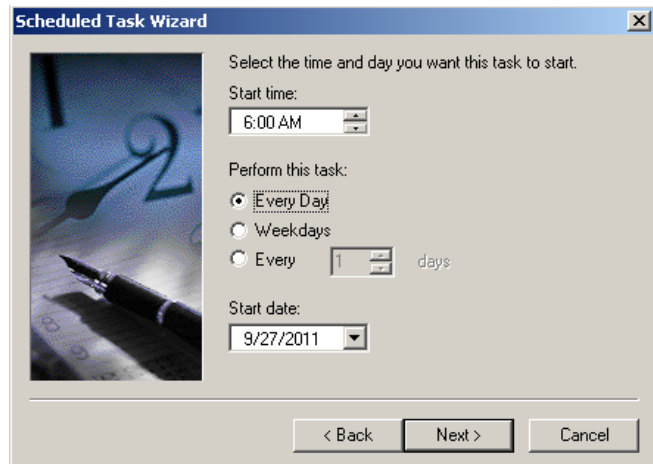 Scheduled Task Wizard
Select the time and day you want this task to start.
Start time:
6:00 AM
Perform this task:
Every Day
Weekdays
Every 1 days
Start date:
9/27/2011
< Back Next > Cancel